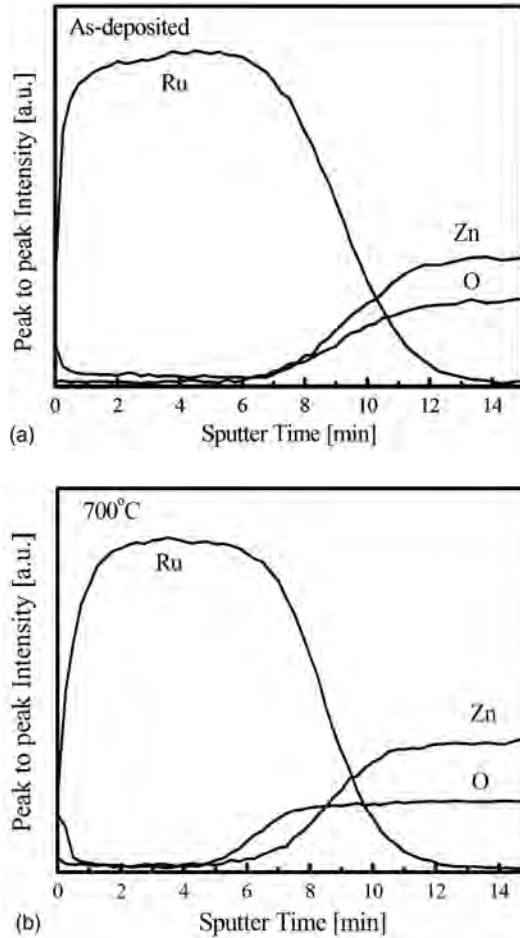 As-deposited
Ru
Zn
O
Peak to peak Intensity [a.u.]
0 2 4 6 8 10 12 14
(a)
Sputter Time [min]
700°C
Ru
Zn
O
Peak to peak Intensity [a.u.]
0 2 4 6 8 10 12 14
(b)
Sputter Time [min]